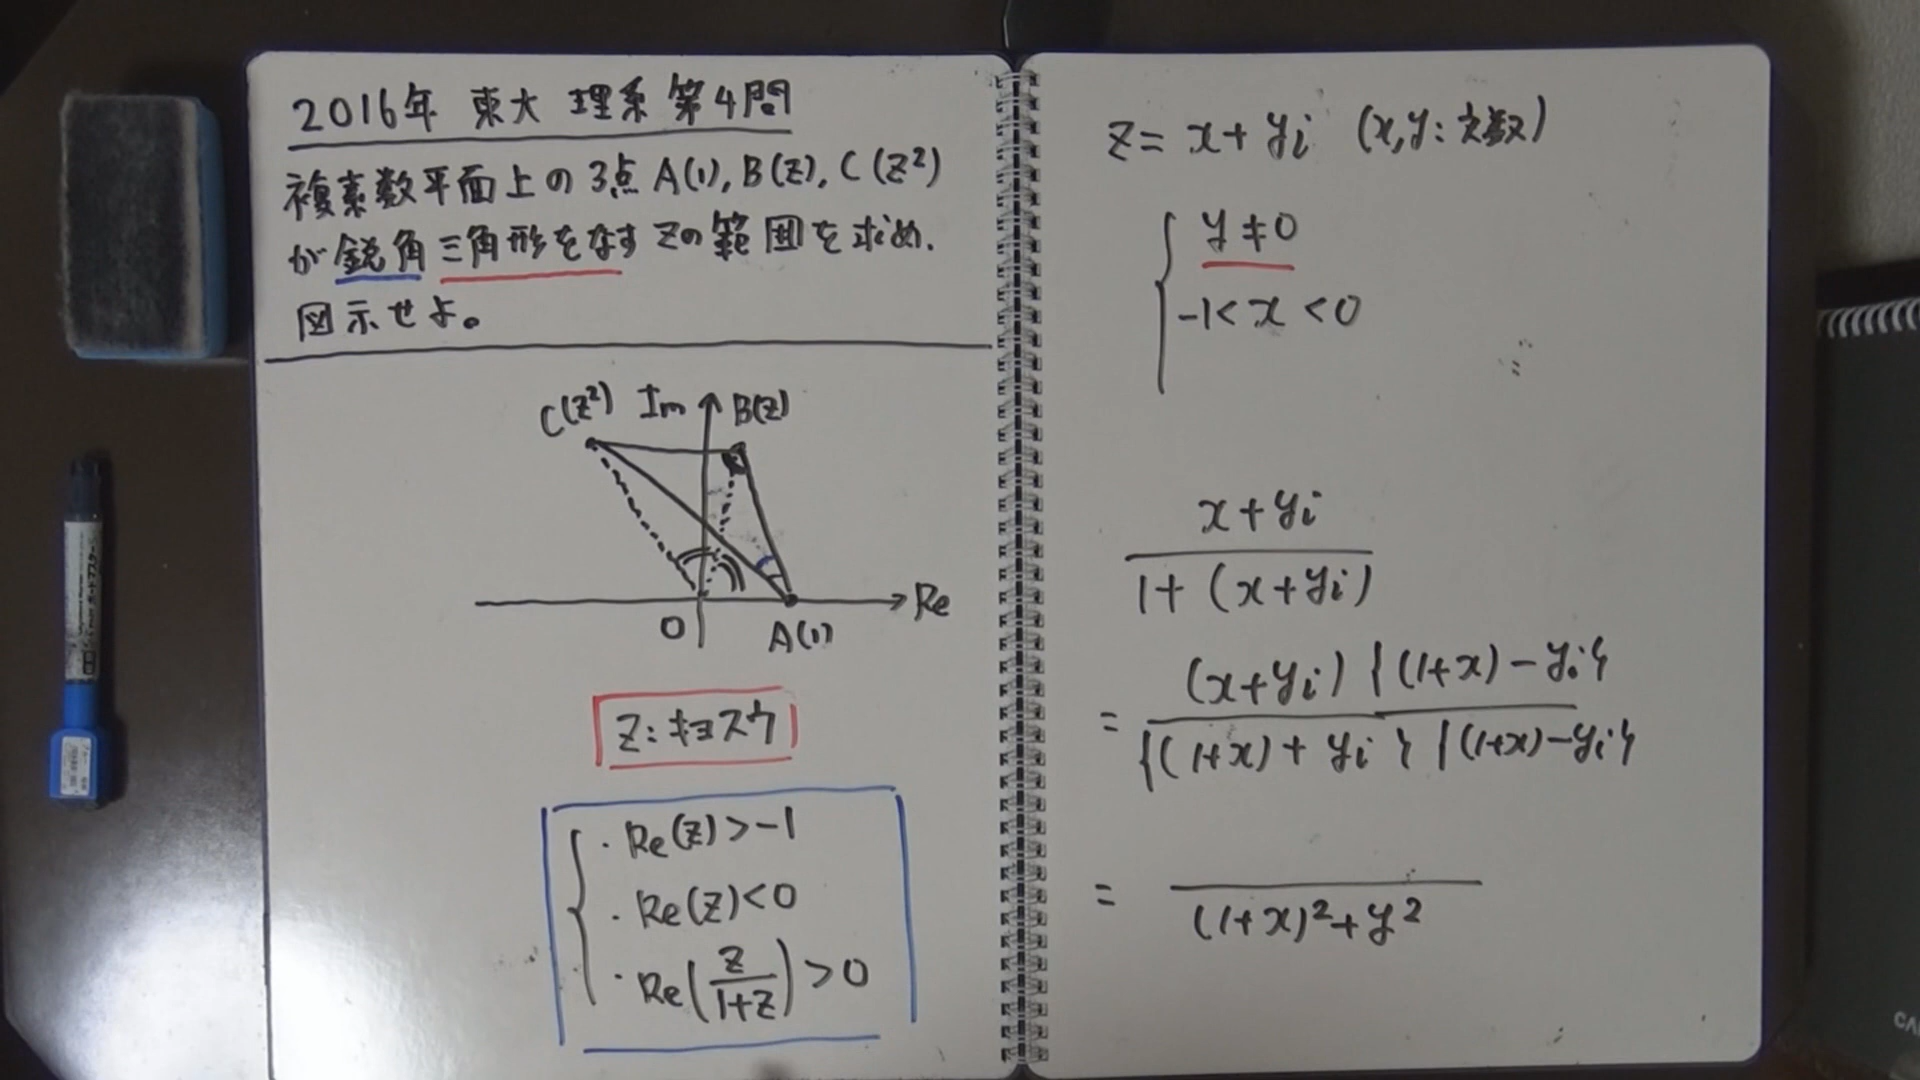 2016年 東大 理系 第4問
複素数平面上の3点A(1), B(z), C(z²)
が鋭角三角形をなすzの範囲を求め.
図示せよ。
C(z²) Im B(z)
Re
O A(1)
z:キョスウ
・Re(z)>-1
・Re(z)<0
・Re(z/(1+z))>0
z= x+yi (x,y:実数)
y≠0
-1<x<0
x+yi
1+(x+yi)
(x+yi){(1+x)-yi}
=
{(1+x)+yi}{(1+x)-yi}
=
(1+x)²+y²